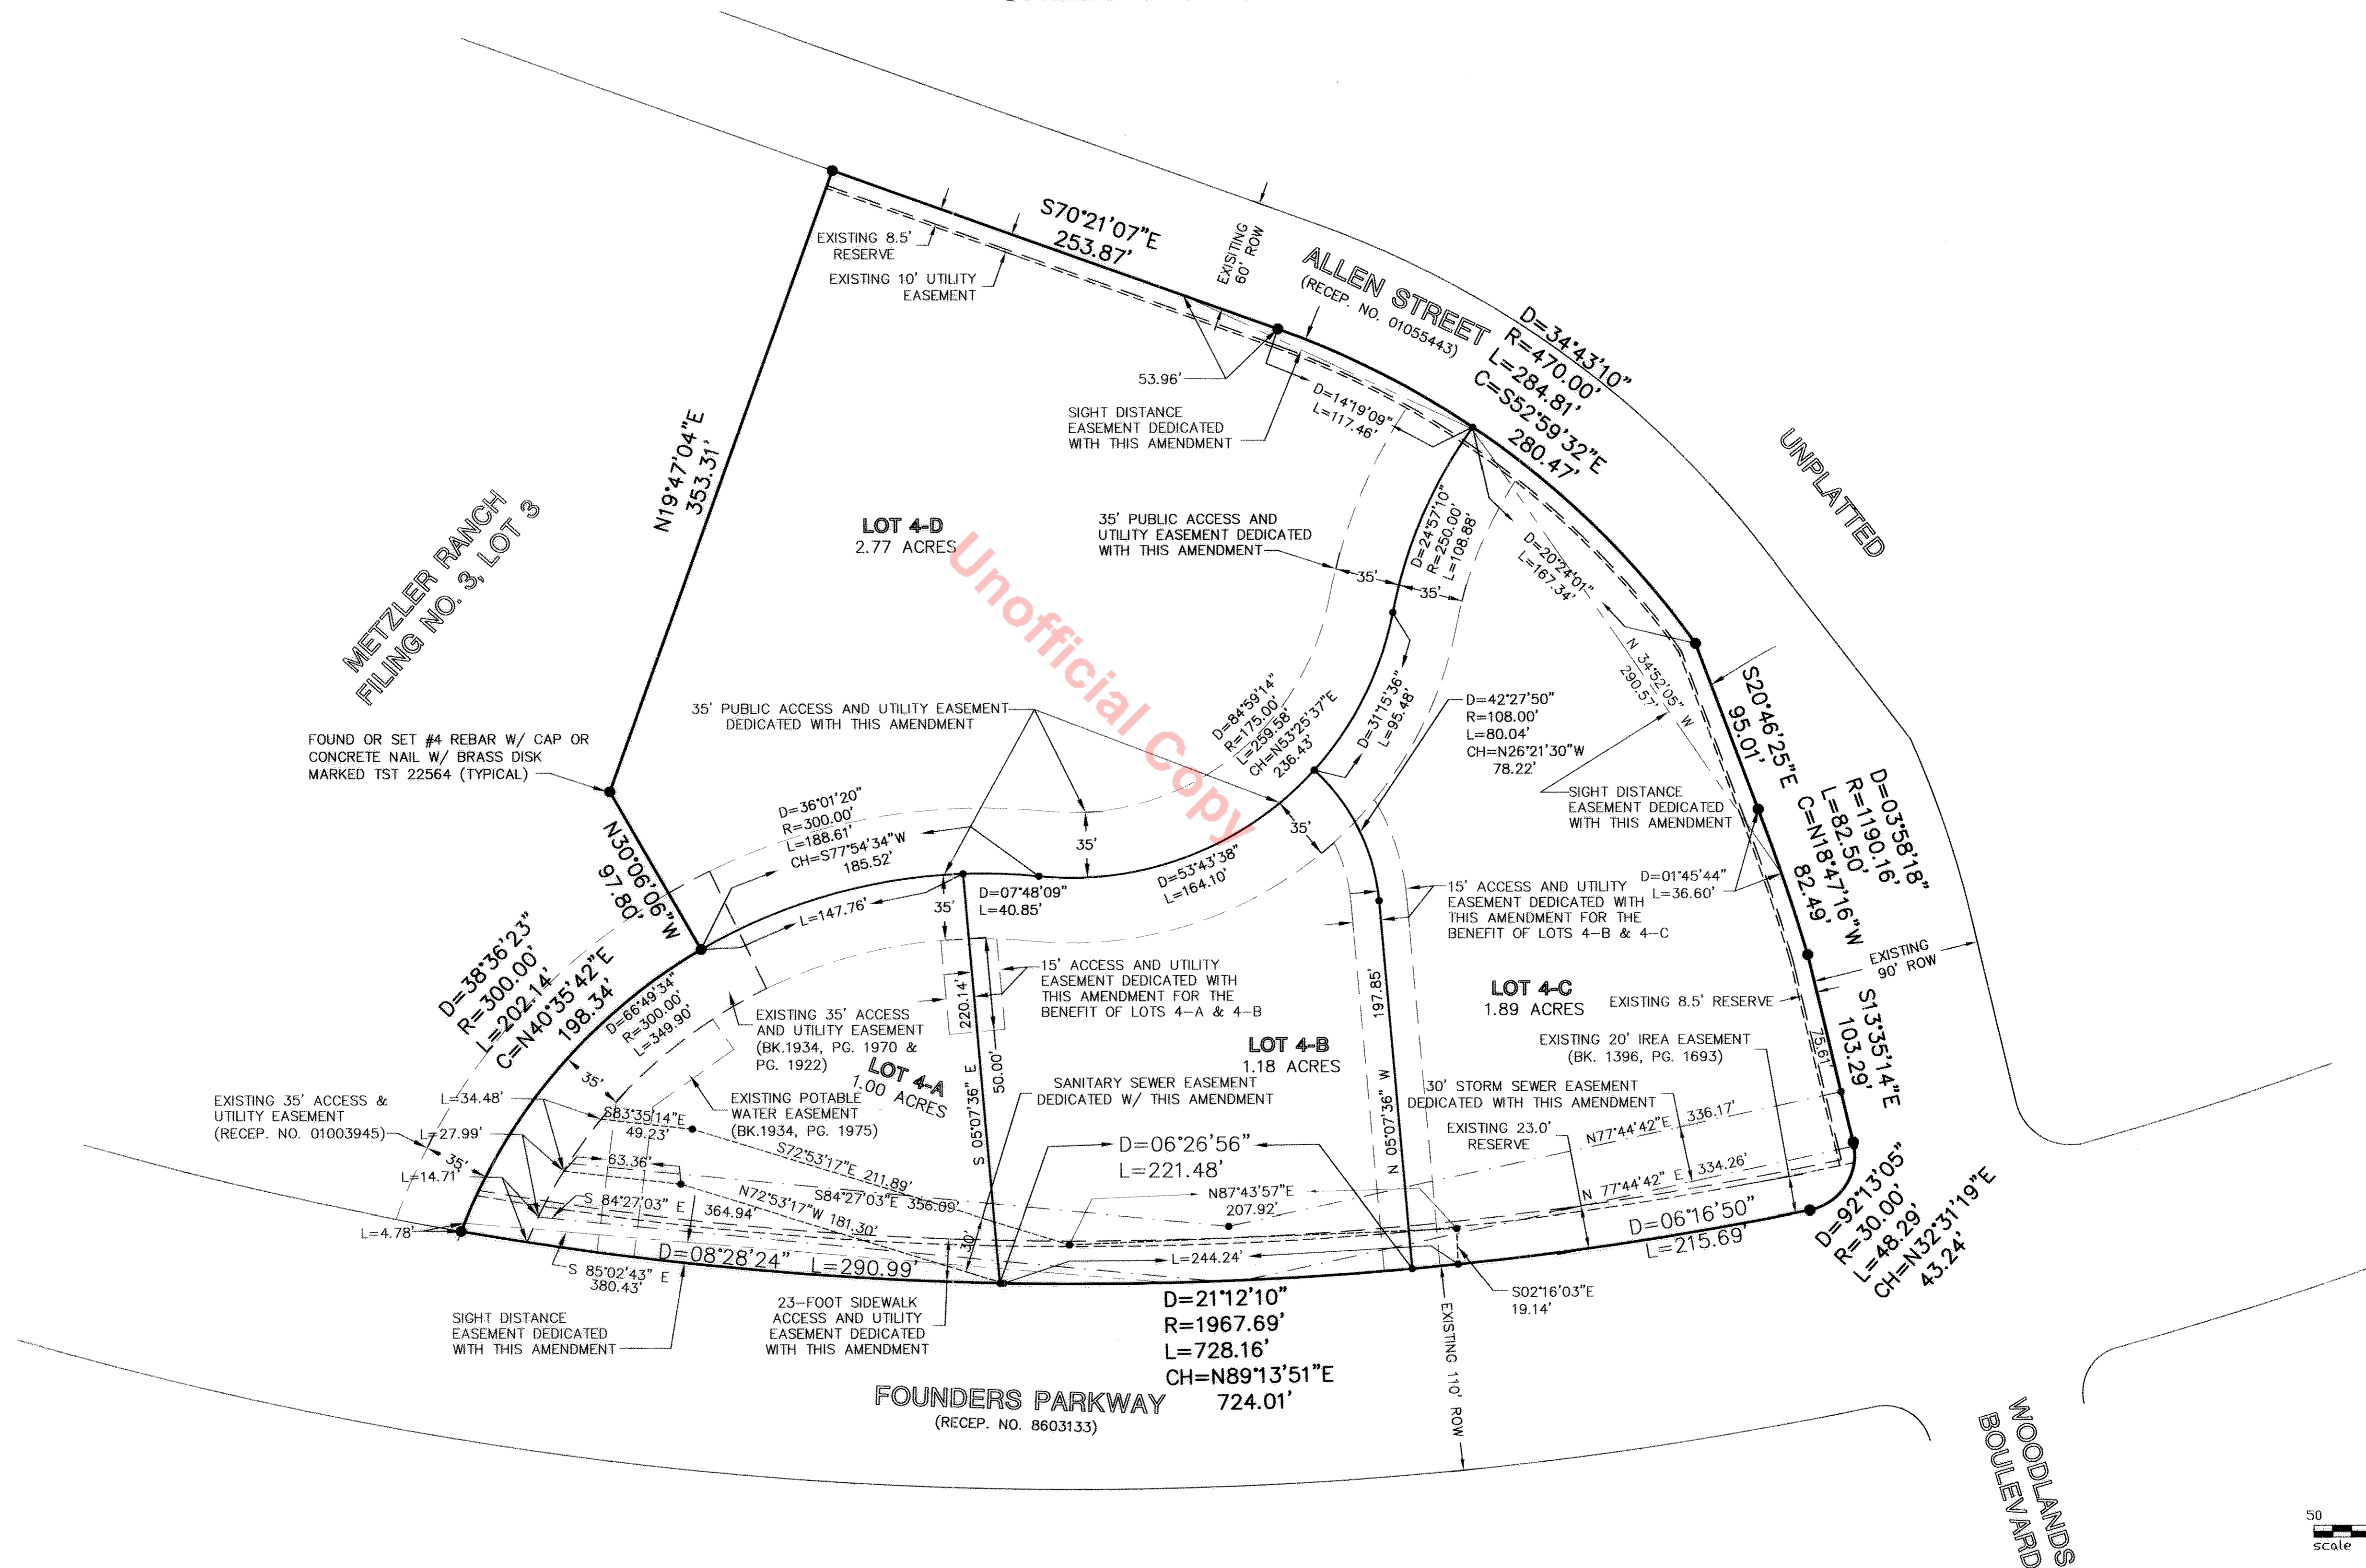 S70°21'07"E
253.87'
EXISTING 8.5'
RESERVE
EXISTING 10' UTILITY
EASEMENT
EXISITING
60' ROW
ALLEN STREET
(RECEP. NO. 01055443)
D=34°43'10"
R=470.00'
L=284.81'
C=S52°59'32"E
280.47'
53.96'
D=14°19'09"
L=117.46'
SIGHT DISTANCE
EASEMENT DEDICATED
WITH THIS AMENDMENT
UNPLATTED
N19°47'04"E
353.31'
METZLER RANCH
FILING NO. 3, LOT 3
LOT 4-D
2.77 ACRES
35' PUBLIC ACCESS AND
UTILITY EASEMENT DEDICATED
WITH THIS AMENDMENT
35'
35'
D=24°57'10"
R=250.00'
L=108.88'
D=20°24'01"
L=167.34'
N 34°52'05" W
290.57'
S20°46'25"E
95.01'
Unofficial Copy
35' PUBLIC ACCESS AND UTILITY EASEMENT
DEDICATED WITH THIS AMENDMENT
D=84°59'14"
R=175.00'
L=259.58'
CH=N53°25'37"E
236.43'
D=31°15'36"
L=95.48'
D=42°27'50"
R=108.00'
L=80.04'
CH=N26°21'30"W
78.22'
FOUND OR SET #4 REBAR W/ CAP OR
CONCRETE NAIL W/ BRASS DISK
MARKED TST 22564 (TYPICAL)
SIGHT DISTANCE
EASEMENT DEDICATED
WITH THIS AMENDMENT
D=03°58'18"
R=1190.16'
L=82.50'
C=N18°47'16"W
82.49'
N30°06'06"W
97.80'
D=36°01'20"
R=300.00'
L=188.61'
CH=S77°54'34"W
185.52'
35'
35'
L=147.76'
35'
D=07°48'09"
L=40.85'
D=53°43'38"
L=164.10'
D=01°45'44"
L=36.60'
15' ACCESS AND UTILITY
EASEMENT DEDICATED WITH
THIS AMENDMENT FOR THE
BENEFIT OF LOTS 4-B & 4-C
EXISTING
90' ROW
D=38°36'23"
R=300.00'
L=202.14'
C=N40°35'42"E
198.34'
D=66°49'34"
R=300.00'
L=349.90'
15' ACCESS AND UTILITY
EASEMENT DEDICATED WITH
THIS AMENDMENT FOR THE
BENEFIT OF LOTS 4-A & 4-B
220.14'
S 05°07'36" E
50.00'
197.85'
N 05°07'36" W
LOT 4-C
1.89 ACRES
EXISTING 8.5' RESERVE
S13°35'14"E
103.29'
75.61'
EXISTING 35' ACCESS
AND UTILITY EASEMENT
(BK.1934, PG. 1970 &
PG. 1922)
LOT 4-A
1.00 ACRES
LOT 4-B
1.18 ACRES
EXISTING 20' IREA EASEMENT
(BK. 1396, PG. 1693)
35'
EXISTING 35' ACCESS &
UTILITY EASEMENT
(RECEP. NO. 01003945)
L=34.48'
L=27.99'
L=14.71'
35'
L=4.78'
S83°35'14"E
49.23'
EXISTING POTABLE
WATER EASEMENT
(BK.1934, PG. 1975)
SANITARY SEWER EASEMENT
DEDICATED W/ THIS AMENDMENT
30' STORM SEWER EASEMENT
DEDICATED WITH THIS AMENDMENT
EXISTING 23.0'
RESERVE
N77°44'42"E 336.17'
D=06°26'56"
L=221.48'
63.36'
S72°53'17"E 211.89'
N72°53'17"W 181.30'
S84°27'03"E 356.09'
S 84°27'03" E 364.94'
N87°43'57"E
207.92'
N 77°44'42" E 334.26'
30'
L=244.24'
D=08°28'24" L=290.99'
S 85°02'43" E
380.43'
D=06°16'50"
L=215.69'
D=92°13'05"
R=30.00'
L=48.29'
CH=N32°31'19"E
43.24'
S02°16'03"E
19.14'
SIGHT DISTANCE
EASEMENT DEDICATED
WITH THIS AMENDMENT
23-FOOT SIDEWALK
ACCESS AND UTILITY
EASEMENT DEDICATED
WITH THIS AMENDMENT
D=21°12'10"
R=1967.69'
L=728.16'
CH=N89°13'51"E
724.01'
EXISTING 110' ROW
FOUNDERS PARKWAY
(RECEP. NO. 8603133)
WOODLANDS
BOULEVARD
50
scale